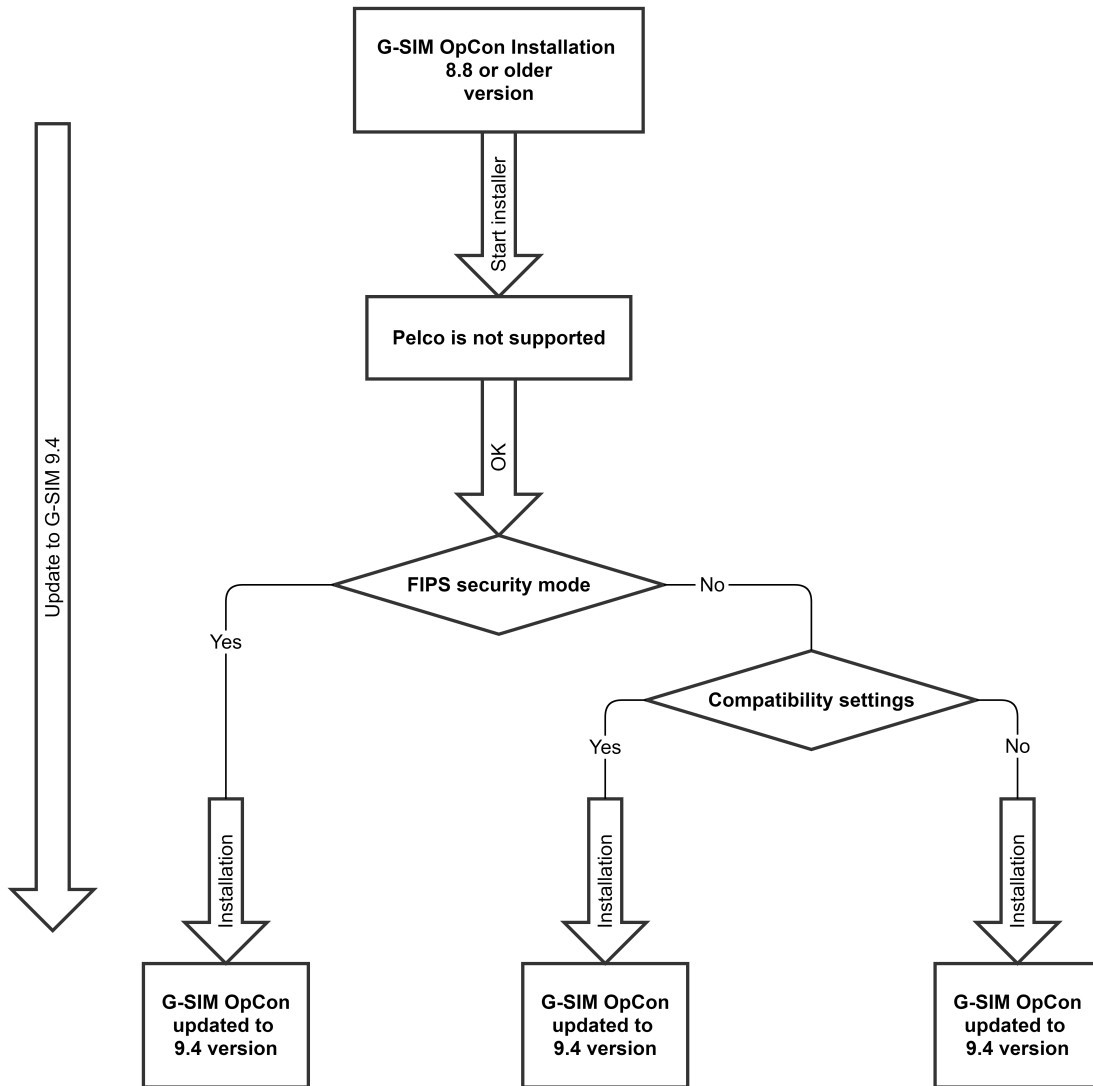 G-SIM OpCon Installation
8.8 or older
version
Start installer
Pelco is not supported
Update to G-SIM 9.4
OK
FIPS security mode
Yes
No
Compatibility settings
Yes
No
Installation
Installation
Installation
G-SIM OpCon
updated to
9.4 version
G-SIM OpCon
updated to
9.4 version
G-SIM OpCon
updated to
9.4 version